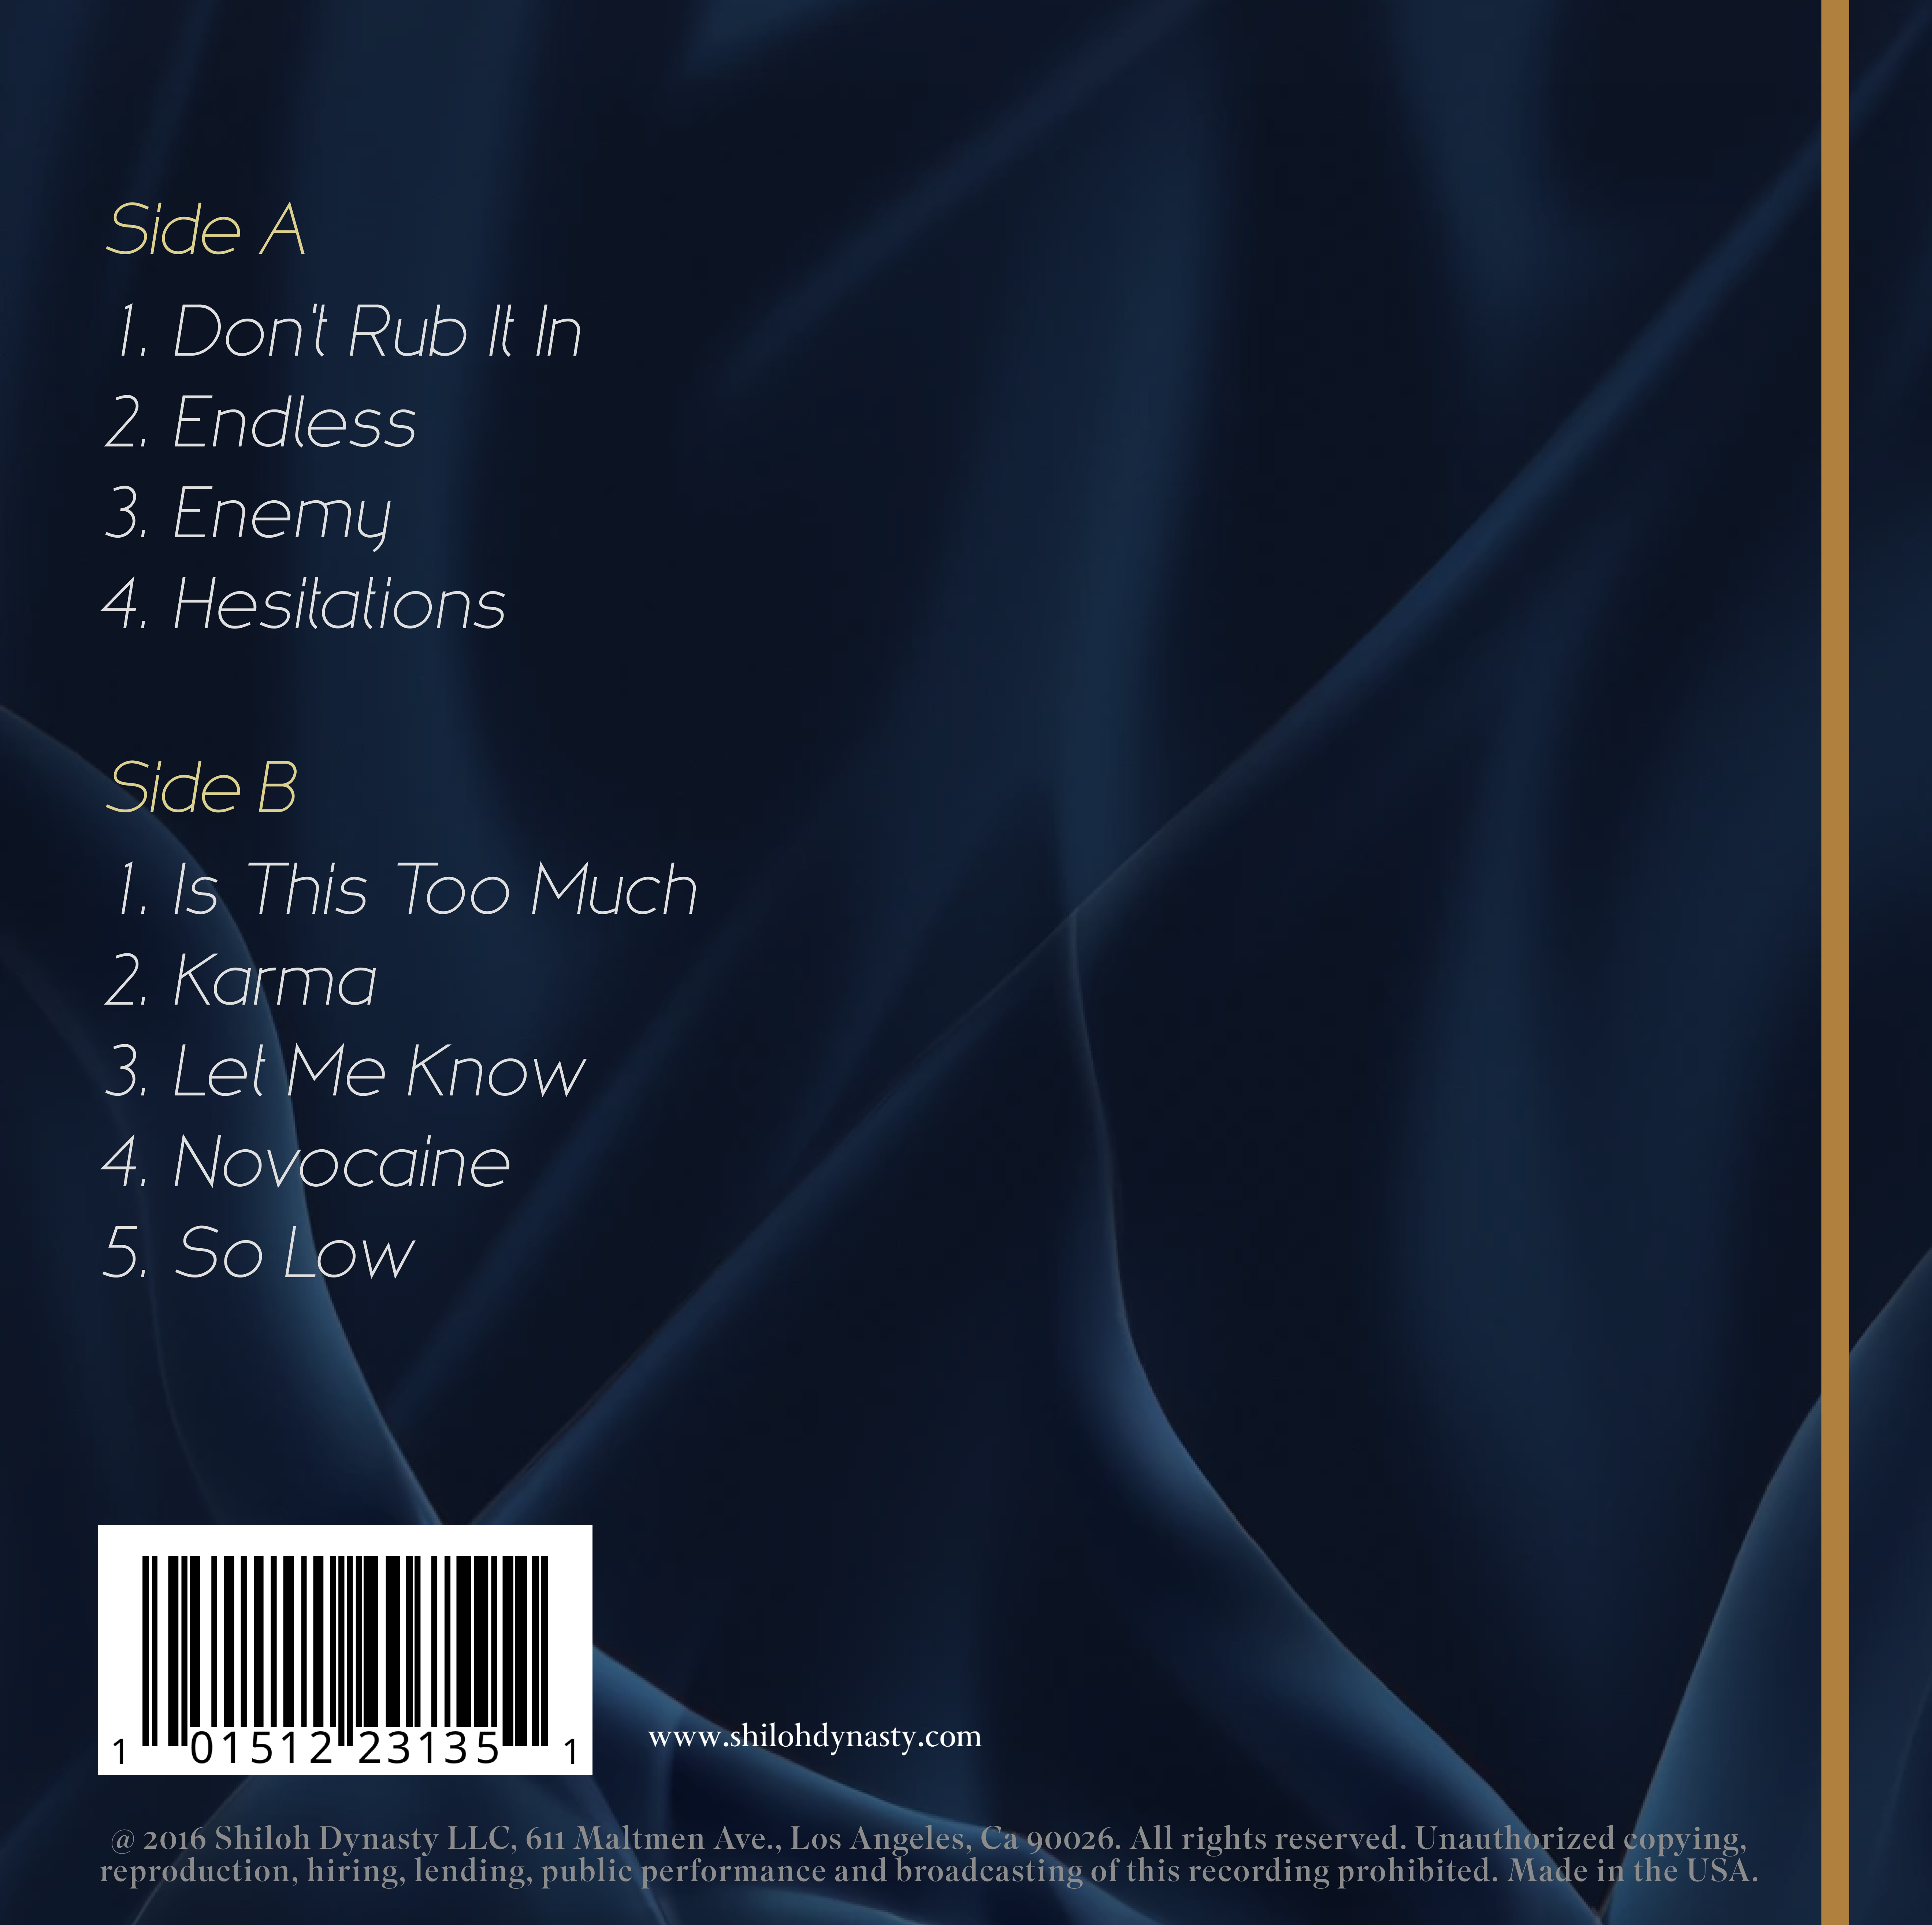 Side A
1. Don't Rub It In
2. Endless
3. Enemy
4. Hesitations
Side B
1. Is This Too Much
2. Karma
3. Let Me Know
4. Novocaine
5. So Low
1 01512 23135 1
www.shilohdynasty.com
@ 2016 Shiloh Dynasty LLC, 611 Maltmen Ave., Los Angeles, Ca 90026. All rights reserved. Unauthorized copying,
reproduction, hiring, lending, public performance and broadcasting of this recording prohibited. Made in the USA.